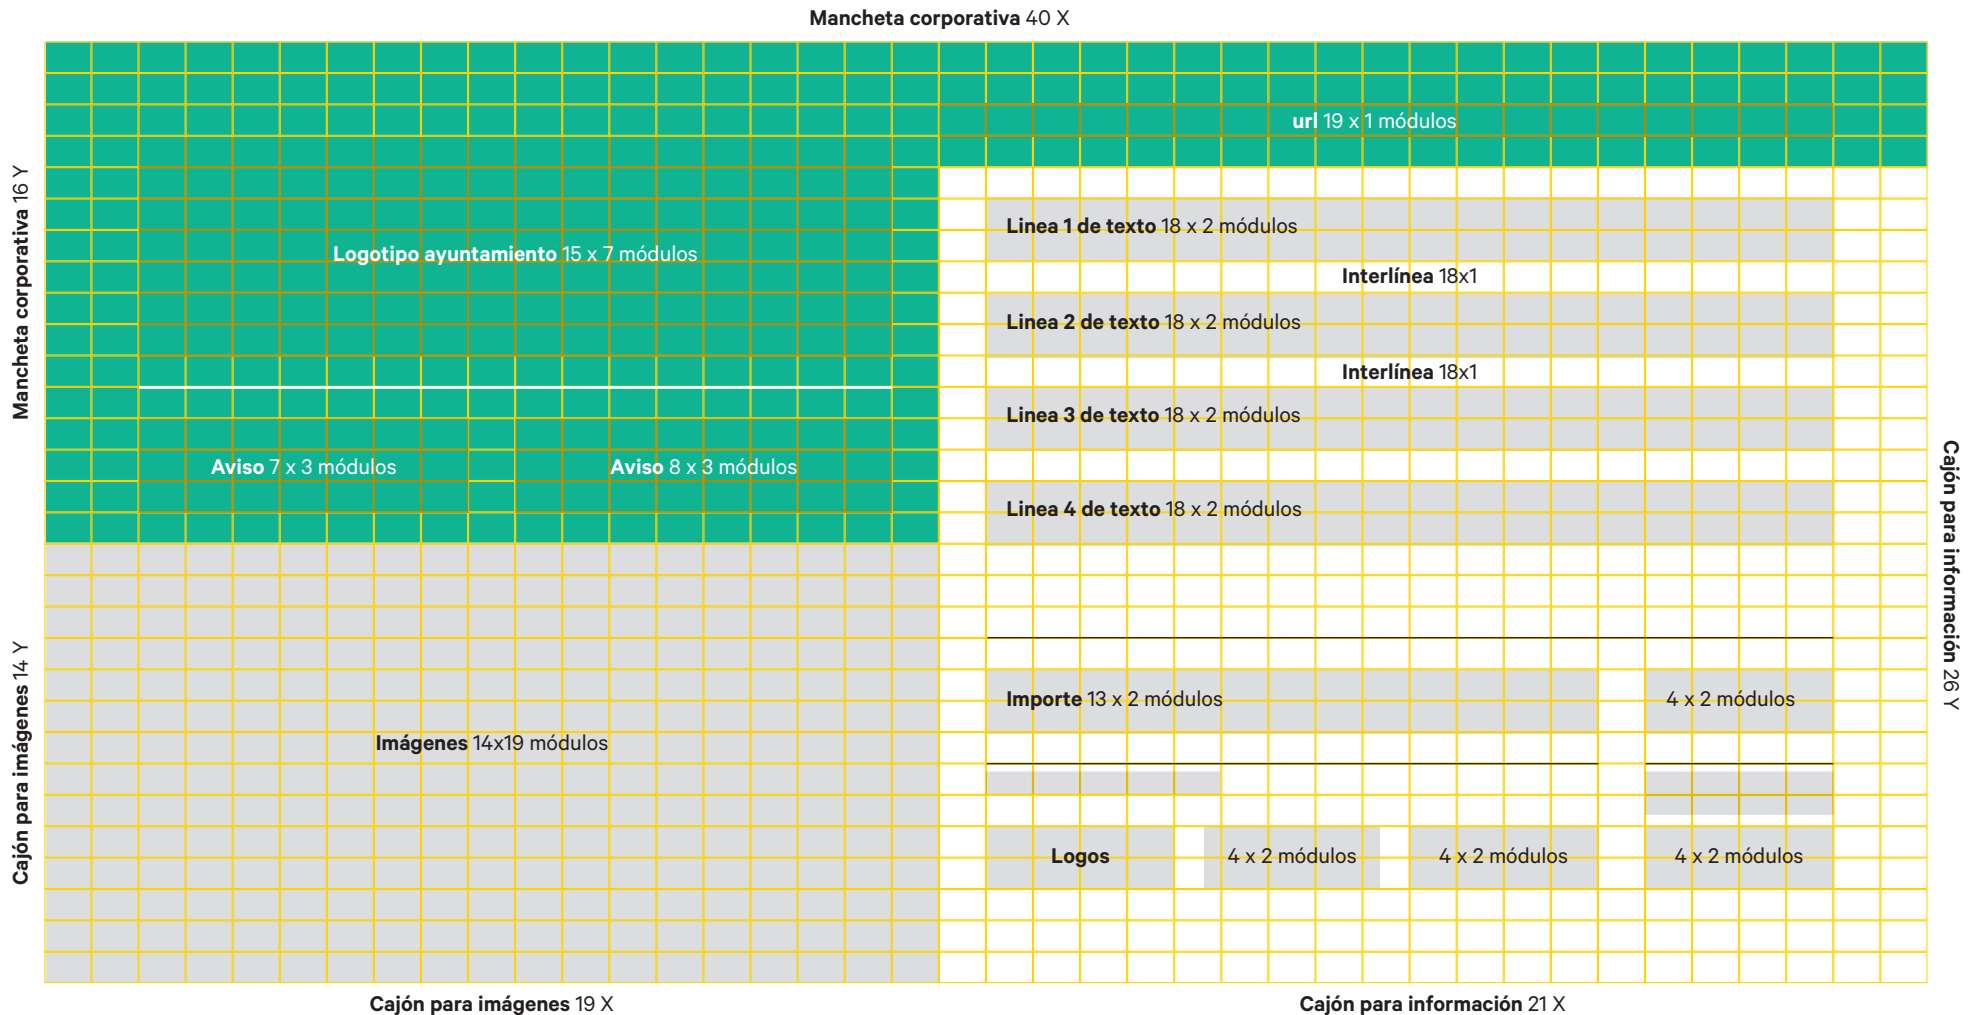 Mancheta corporativa 40 X
url 19 x 1 módulos
Mancheta corporativa 16 Y
Logotipo ayuntamiento 15 x 7 módulos
Aviso 7 x 3 módulos
Aviso 8 x 3 módulos
Linea 1 de texto 18 x 2 módulos
Interlínea 18x1
Linea 2 de texto 18 x 2 módulos
Interlínea 18x1
Linea 3 de texto 18 x 2 módulos
Linea 4 de texto 18 x 2 módulos
Cajón para información 26 Y
Cajón para imágenes 14 Y
Imágenes 14x19 módulos
Importe 13 x 2 módulos
4 x 2 módulos
Logos
4 x 2 módulos
4 x 2 módulos
4 x 2 módulos
Cajón para imágenes 19 X
Cajón para información 21 X